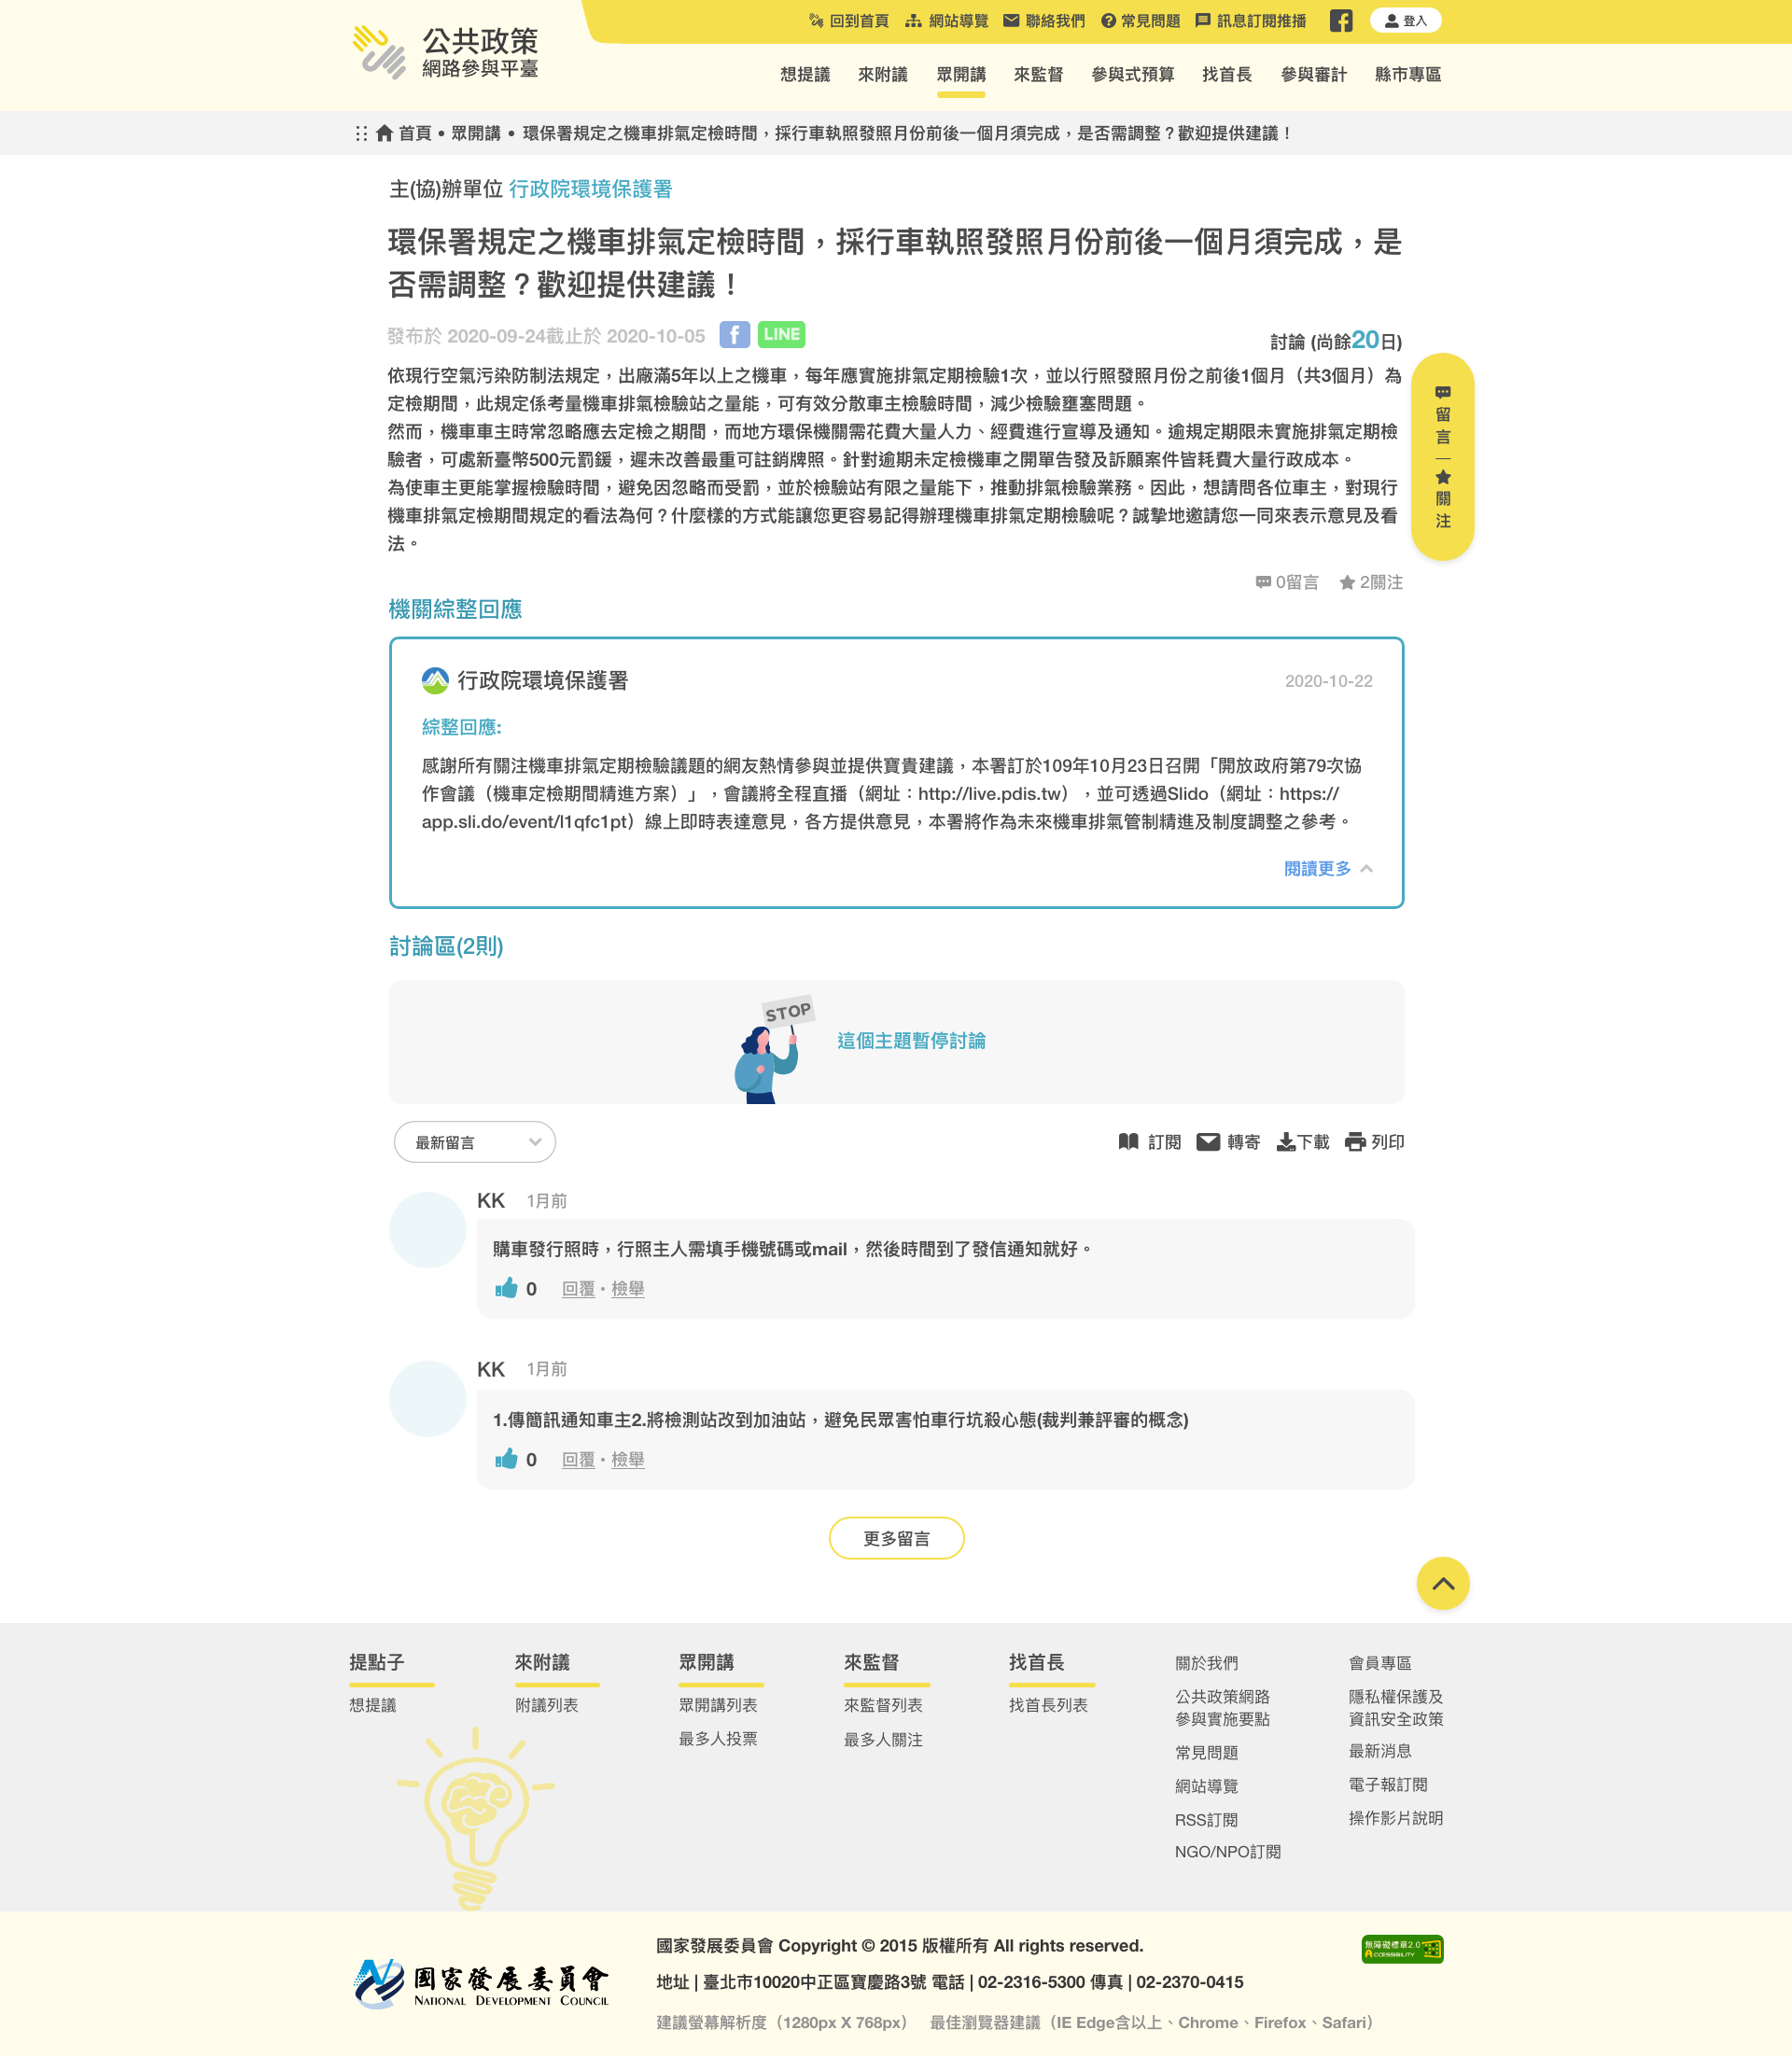 公共政策
網路參與平臺
回到首頁 網站導覽 聯絡我們 常見問題 訊息訂閱推播 登入
想提議 來附議 眾開講 來監督 參與式預算 找首長 參與審計 縣市專區
首頁 • 眾開講 • 環保署規定之機車排氣定檢時間，採行車執照發照月份前後一個月須完成，是否需調整？歡迎提供建議！
主(協)辦單位 行政院環境保護署
環保署規定之機車排氣定檢時間，採行車執照發照月份前後一個月須完成，是
否需調整？歡迎提供建議！
發布於 2020-09-24截止於 2020-10-05 f LINE
討論 (尚餘20日)
依現行空氣污染防制法規定，出廠滿5年以上之機車，每年應實施排氣定期檢驗1次，並以行照發照月份之前後1個月（共3個月）為
定檢期間，此規定係考量機車排氣檢驗站之量能，可有效分散車主檢驗時間，減少檢驗壅塞問題。
然而，機車車主時常忽略應去定檢之期間，而地方環保機關需花費大量人力、經費進行宣導及通知。逾規定期限未實施排氣定期檢
驗者，可處新臺幣500元罰鍰，遲未改善最重可註銷牌照。針對逾期未定檢機車之開單告發及訴願案件皆耗費大量行政成本。
為使車主更能掌握檢驗時間，避免因忽略而受罰，並於檢驗站有限之量能下，推動排氣檢驗業務。因此，想請問各位車主，對現行
機車排氣定檢期間規定的看法為何？什麼樣的方式能讓您更容易記得辦理機車排氣定期檢驗呢？誠摯地邀請您一同來表示意見及看
法。
留言
關注
0留言 2關注
機關綜整回應
行政院環境保護署 2020-10-22
綜整回應:
感謝所有關注機車排氣定期檢驗議題的網友熱情參與並提供寶貴建議，本署訂於109年10月23日召開「開放政府第79次協
作會議（機車定檢期間精進方案）」，會議將全程直播（網址：http://live.pdis.tw），並可透過Slido（網址：https://
app.sli.do/event/l1qfc1pt）線上即時表達意見，各方提供意見，本署將作為未來機車排氣管制精進及制度調整之參考。
閱讀更多
討論區(2則)
STOP
這個主題暫停討論
最新留言
訂閱 轉寄 下載 列印
KK 1月前
購車發行照時，行照主人需填手機號碼或mail，然後時間到了發信通知就好。
0 回覆・檢舉
KK 1月前
1.傳簡訊通知車主2.將檢測站改到加油站，避免民眾害怕車行坑殺心態(裁判兼評審的概念)
0 回覆・檢舉
更多留言
提點子
想提議
來附議
附議列表
眾開講
眾開講列表
最多人投票
來監督
來監督列表
最多人關注
找首長
找首長列表
關於我們
公共政策網路
參與實施要點
常見問題
網站導覽
RSS訂閱
NGO/NPO訂閱
會員專區
隱私權保護及
資訊安全政策
最新消息
電子報訂閱
操作影片說明
國家發展委員會
NATIONAL DEVELOPMENT COUNCIL
國家發展委員會 Copyright © 2015 版權所有 All rights reserved.
地址 | 臺北市10020中正區寶慶路3號 電話 | 02-2316-5300 傳真 | 02-2370-0415
建議螢幕解析度（1280px X 768px） 最佳瀏覽器建議（IE Edge含以上、Chrome、Firefox、Safari）
無障礙標章2.0
ACCESSIBILITY